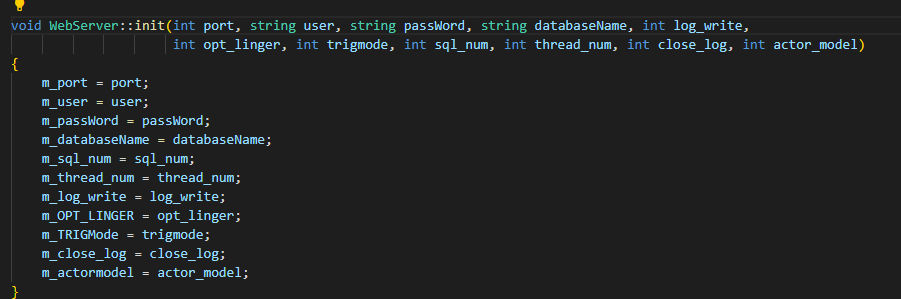 void WebServer::init(int port, string user, string passWord, string databaseName, int log_write,
int opt_linger, int trigmode, int sql_num, int thread_num, int close_log, int actor_model)
{
m_port = port;
m_user = user;
m_passWord = passWord;
m_databaseName = databaseName;
m_sql_num = sql_num;
m_thread_num = thread_num;
m_log_write = log_write;
m_OPT_LINGER = opt_linger;
m_TRIGMode = trigmode;
m_close_log = close_log;
m_actormodel = actor_model;
}